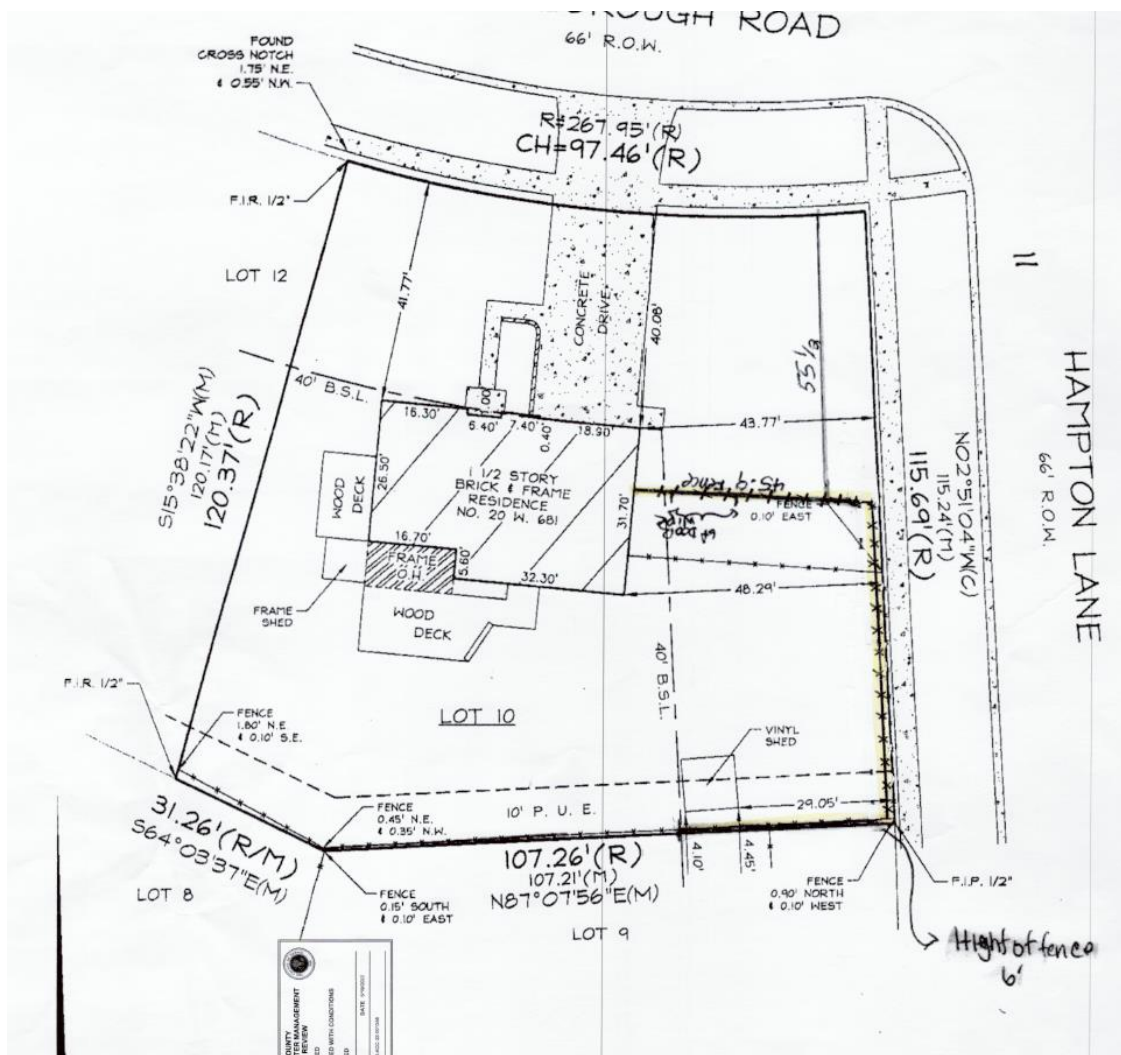 ROAD
66' R.O.W.
FOUND
CROSS NOTCH
1.75' N.E.
& 0.55' N.W.
R=267.95'(R)
CH=97.46'(R)
F.I.R. 1/2"
LOT 12
41.77'
CONCRETE
DRIVE
40.08'
55 1/2
11
HAMPTON LANE
66' R.O.W.
N02°51'04"W(C)
115.24'(M)
115.69'(R)
S15°38'22"W(M)
120.17'(M)
120.37'(R)
40' B.S.L.
16.30'
6.40'
7.40'
0.40'
18.90'
43.77'
WOOD
DECK
26.50'
1 1/2 STORY
BRICK & FRAME
RESIDENCE
NO. 20 W. 681
31.70'
45.9 fence
FENCE
0.10' EAST
16.70'
FRAME
O.H.
5.60'
32.30'
48.29'
FRAME
SHED
WOOD
DECK
40' B.S.L.
F.I.R. 1/2"
FENCE
1.80' N.E
& 0.10' S.E.
LOT 10
VINYL
SHED
10' P. U. E.
29.05'
31.26'(R/M)
S64°03'37"E(M)
LOT 8
FENCE
0.45' N.E.
& 0.35' N.W.
107.26'(R)
107.21'(M)
N87°07'56"E(M)
4.10'
4.45'
FENCE
0.15' SOUTH
& 0.10' EAST
FENCE
0.90' NORTH
& 0.10' WEST
F.I.P. 1/2"
LOT 9
Hight of fence
6'